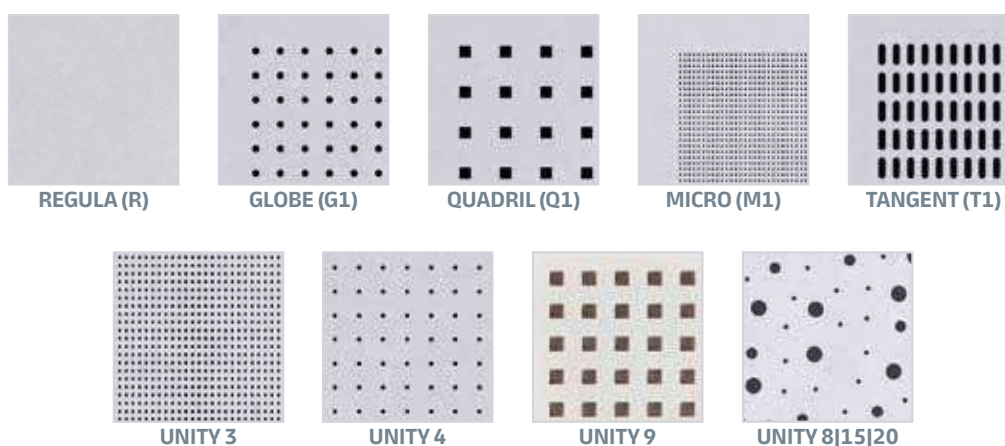 REGULA (R)
GLOBE (G1)
QUADRIL (Q1)
MICRO (M1)
TANGENT (T1)
UNITY 3
UNITY 4
UNITY 9
UNITY 8|15|20